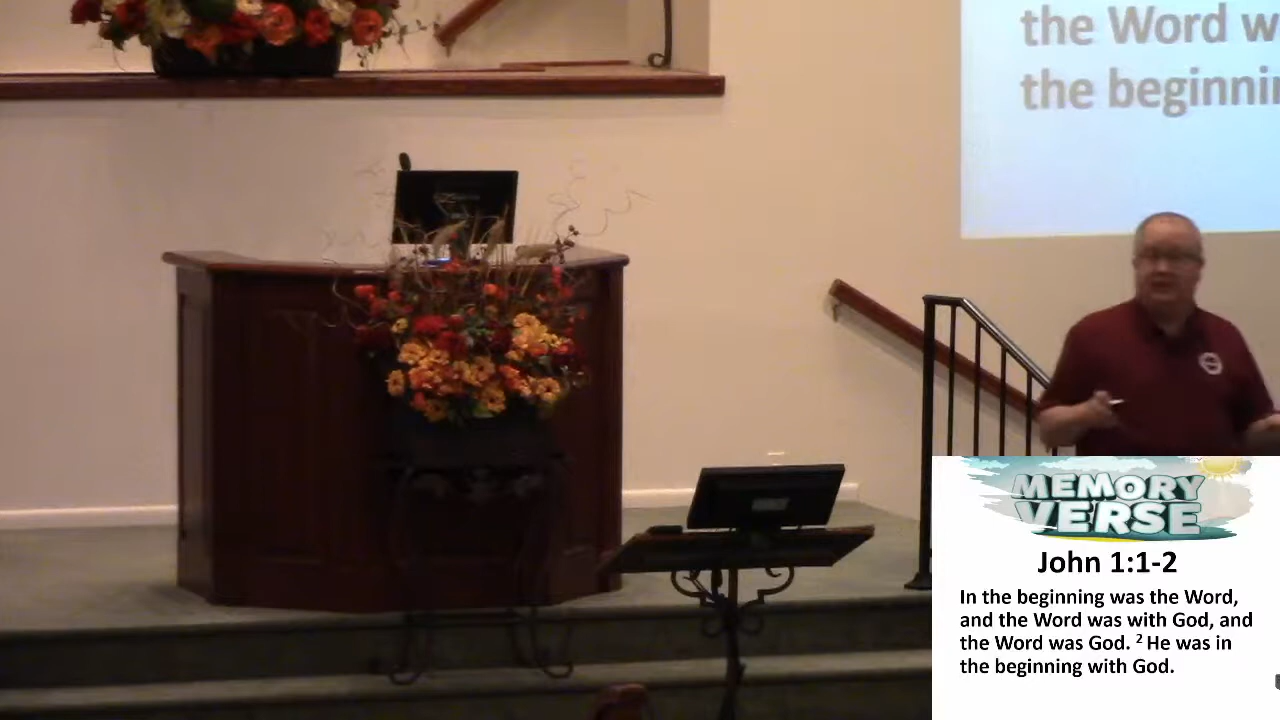 the Word w
the beginnin
MEMORY
VERSE
John 1:1-2
In the beginning was the Word,
and the Word was with God, and
the Word was God. 2 He was in
the beginning with God.